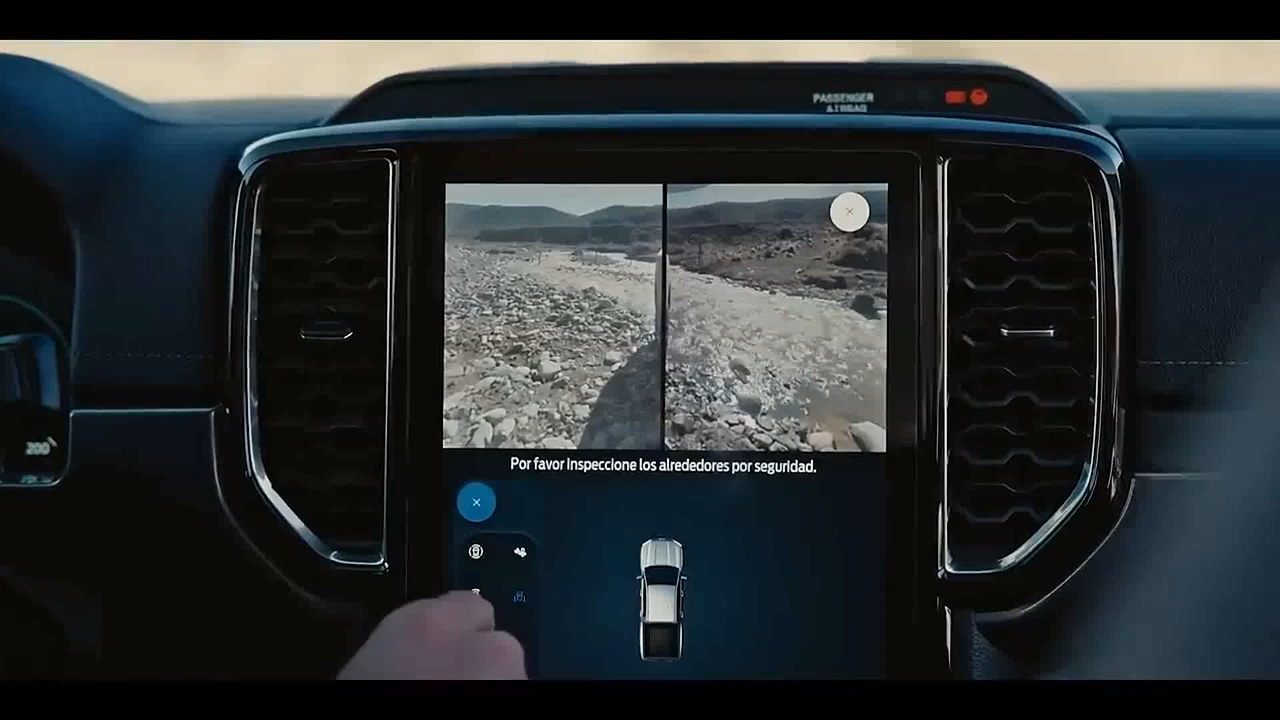 PASSENGER
AIRBAG
Por favor Inspeccione los alrededores por seguridad.
200